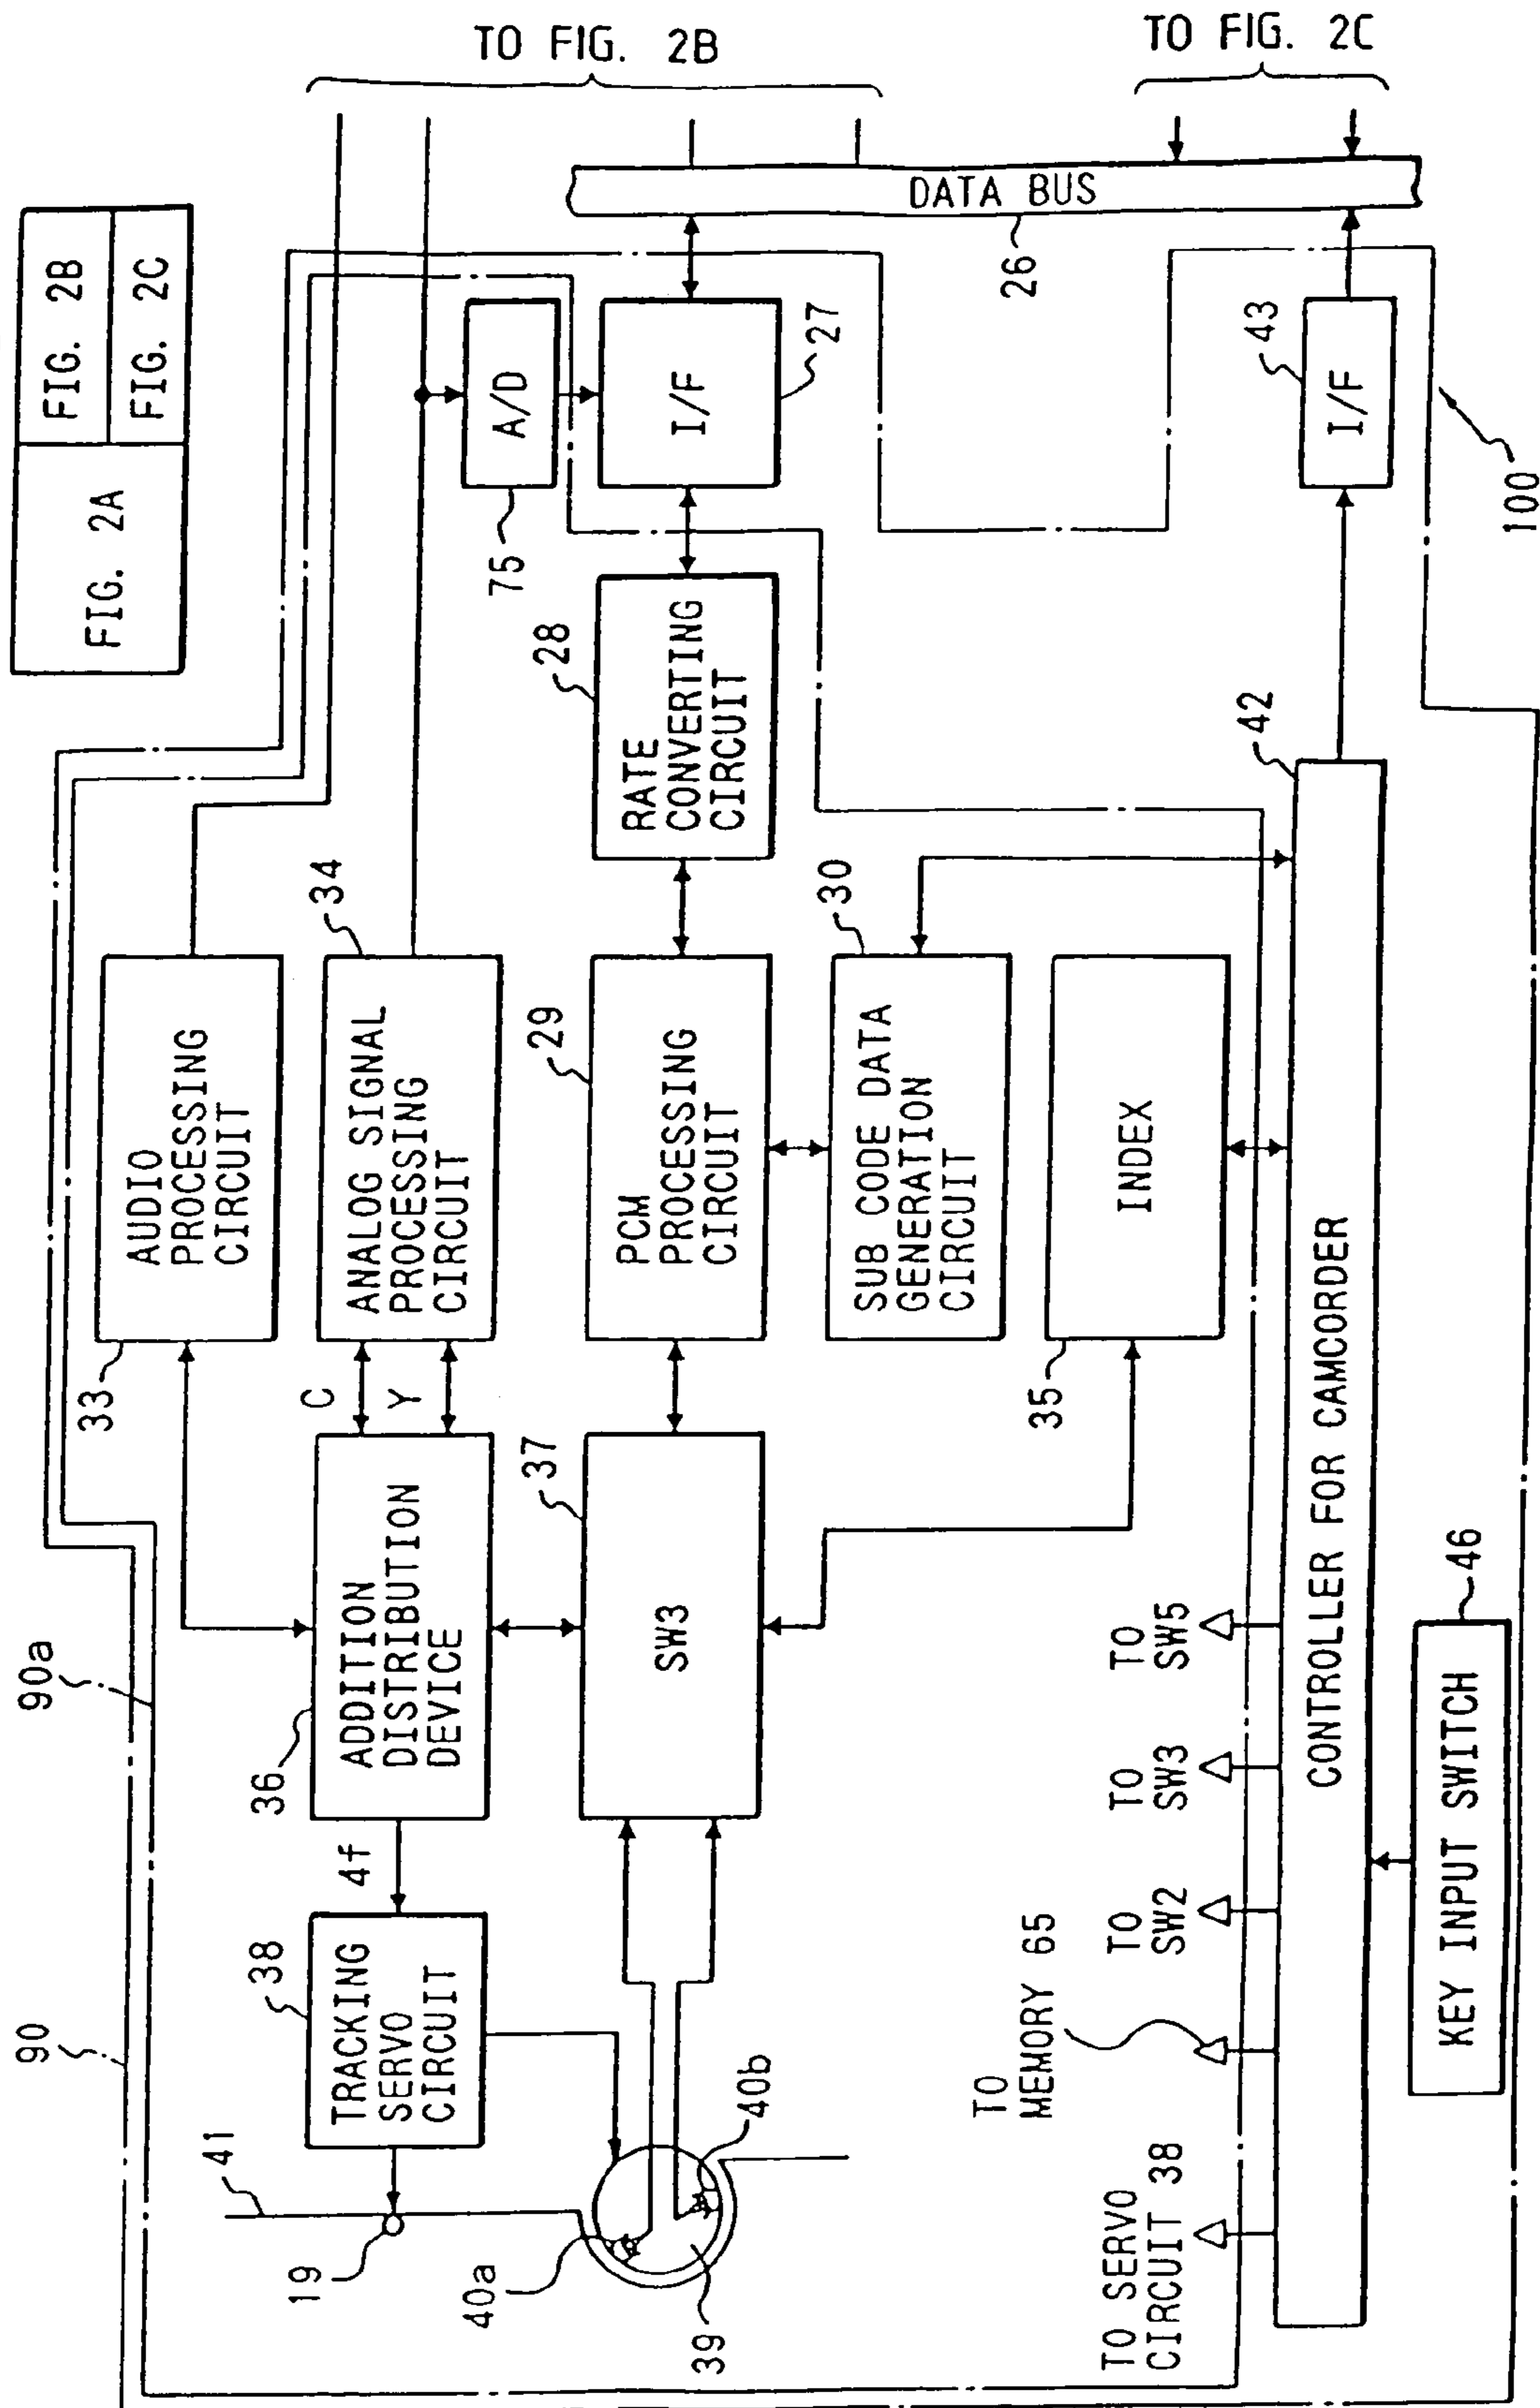 FIG. 2A
FIG. 2B
FIG. 2C
TO FIG. 2B
TO FIG. 2C
90
90a
41
19
TRACKING
SERVO
CIRCUIT
38
4f
40a
40b
39
ADDITION
DISTRIBUTION
DEVICE
36
SW3
37
C
Y
AUDIO
PROCESSING
CIRCUIT
33
ANALOG SIGNAL
PROCESSING
CIRCUIT
34
PCM
PROCESSING
CIRCUIT
29
SUB CODE DATA
GENERATION
CIRCUIT
30
INDEX
35
RATE
CONVERTING
CIRCUIT
28
A/D
75
I/F
27
DATA BUS
26
I/F
43
100
TO SERVO
CIRCUIT 38
TO
MEMORY 65
TO
SW2
TO
SW3
TO
SW5
CONTROLLER FOR CAMCORDER
42
KEY INPUT SWITCH
46